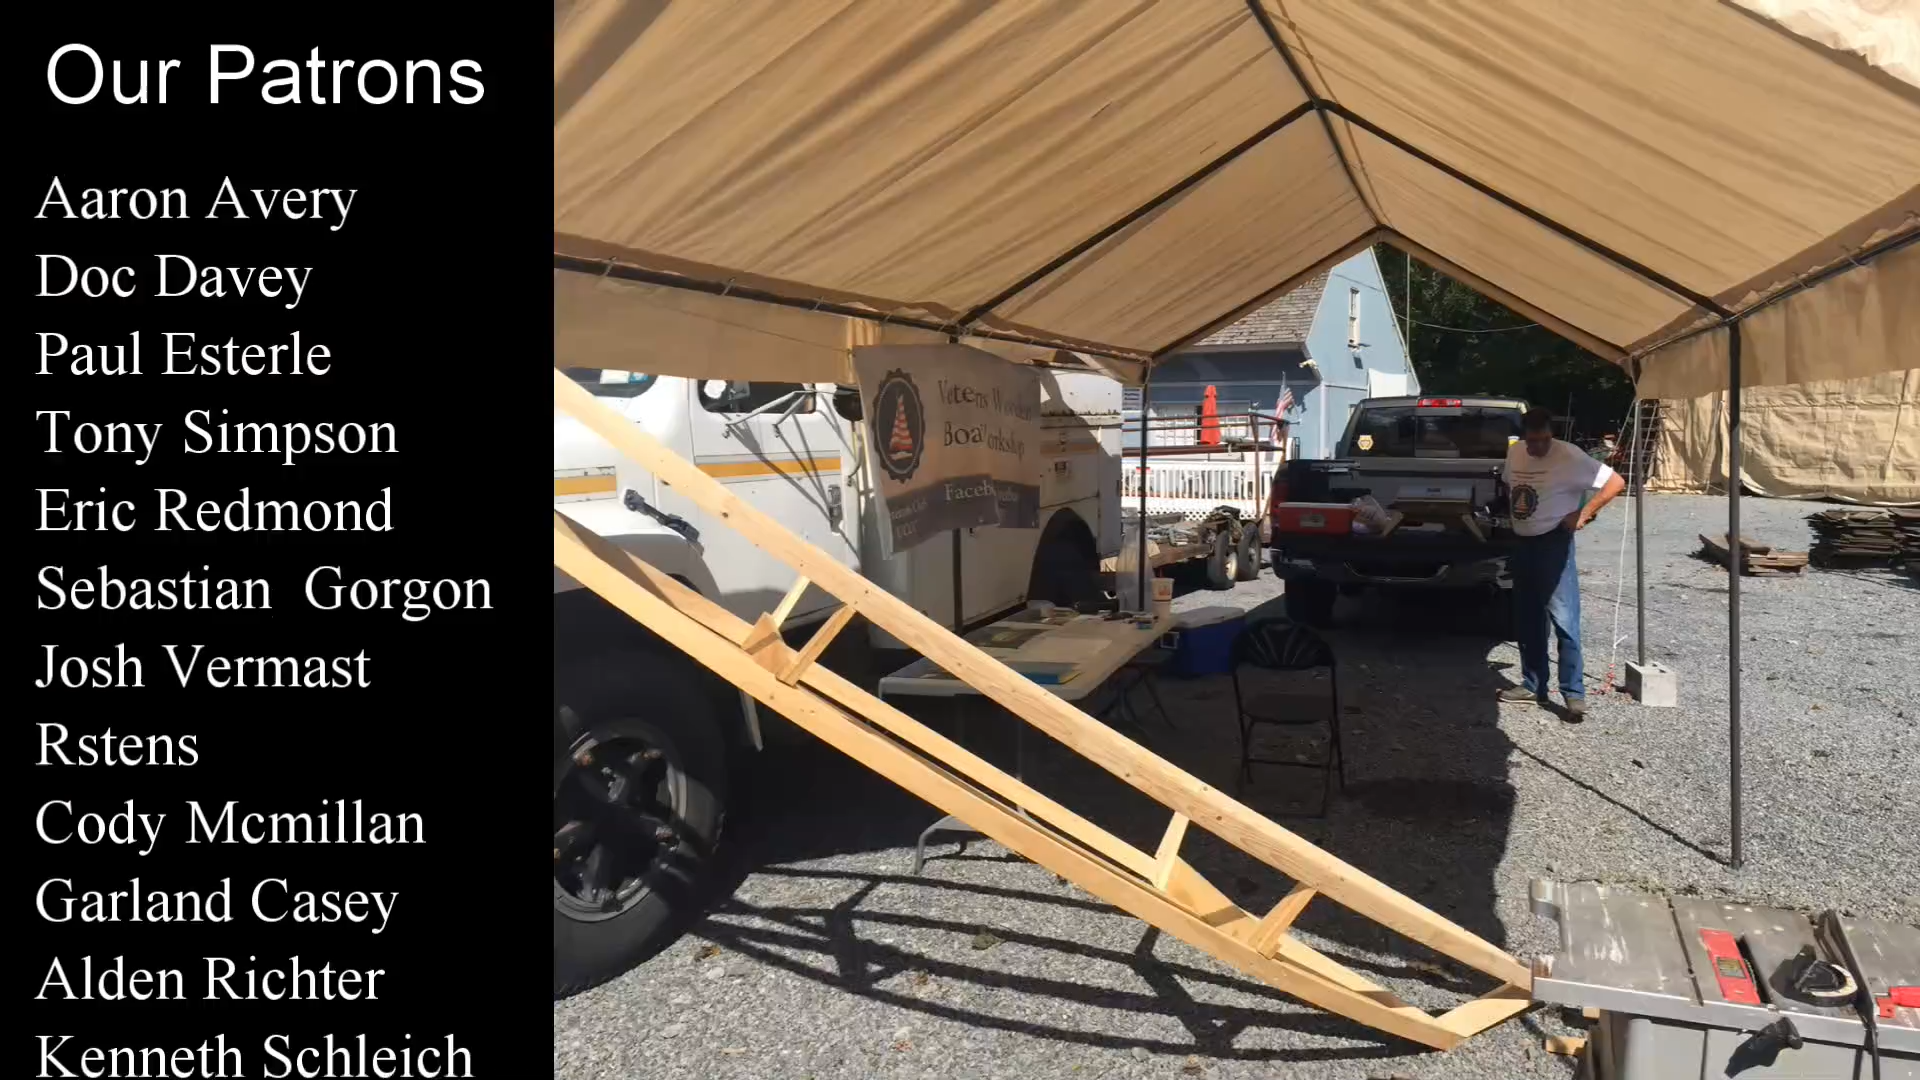 Our Patrons
Aaron Avery
Doc Davey
Paul Esterle
Tony Simpson
Eric Redmond
Sebastian Gorgon
Josh Vermast
Rstens
Cody Mcmillan
Garland Casey
Alden Richter
Kenneth Schleich
Boat